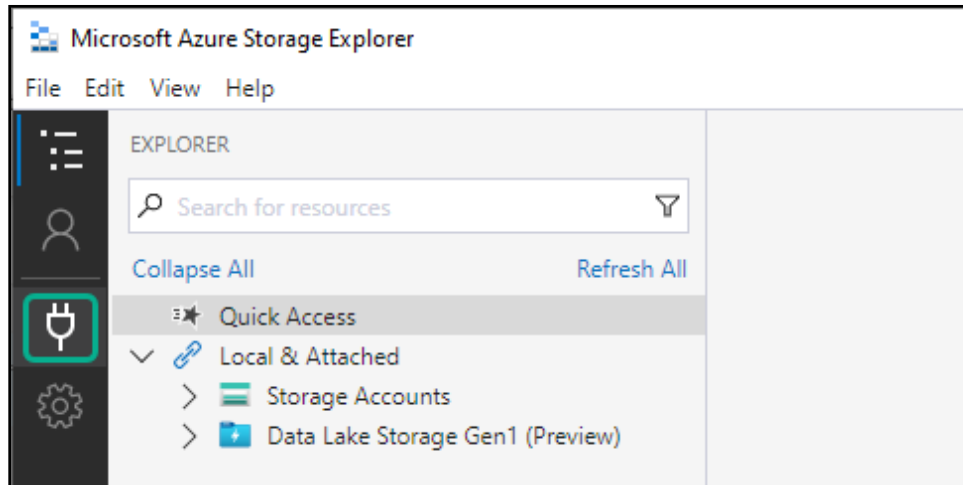 Microsoft Azure Storage Explorer
File Edit View Help
EXPLORER
Search for resources
Collapse All Refresh All
Quick Access
Local & Attached
Storage Accounts
Data Lake Storage Gen1 (Preview)